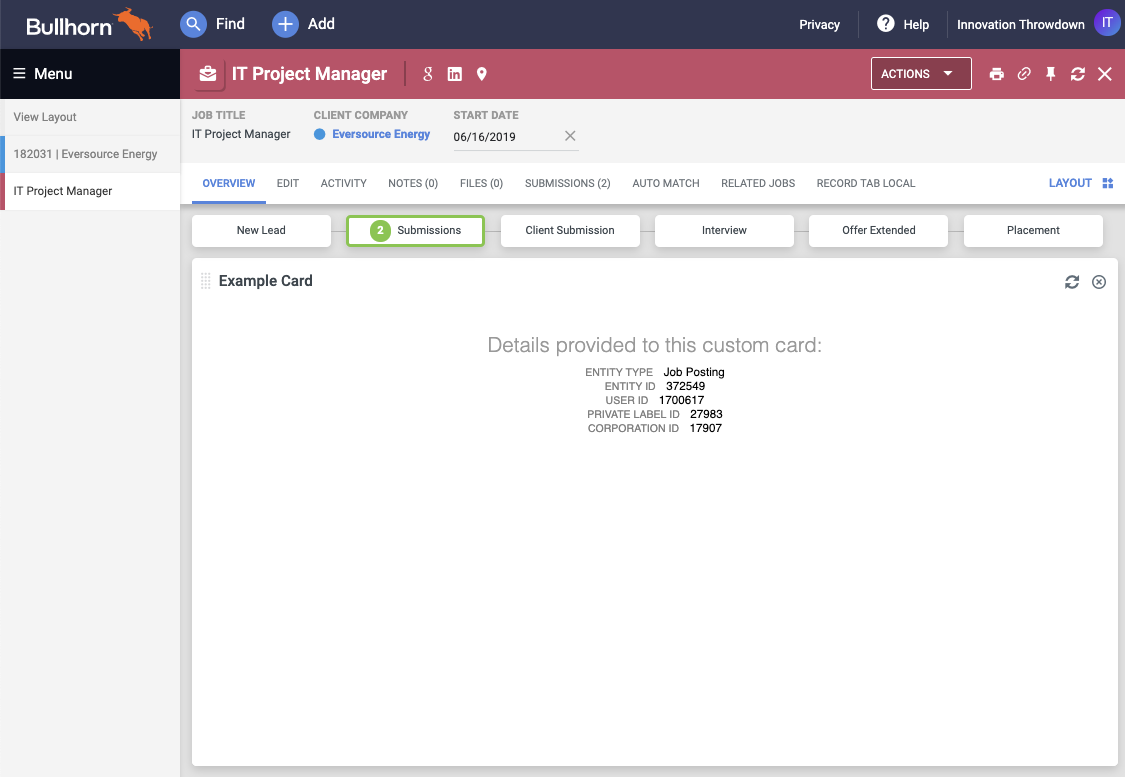 Bullhorn Find Add Privacy Help Innovation Throwdown IT
Menu
View Layout
182031 | Eversource Energy
IT Project Manager
IT Project Manager g in ACTIONS
JOB TITLE CLIENT COMPANY START DATE
IT Project Manager Eversource Energy 06/16/2019
OVERVIEW EDIT ACTIVITY NOTES (0) FILES (0) SUBMISSIONS (2) AUTO MATCH RELATED JOBS RECORD TAB LOCAL LAYOUT
New Lead 2 Submissions Client Submission Interview Offer Extended Placement
Example Card
Details provided to this custom card:
ENTITY TYPE Job Posting
ENTITY ID 372549
USER ID 1700617
PRIVATE LABEL ID 27983
CORPORATION ID 17907